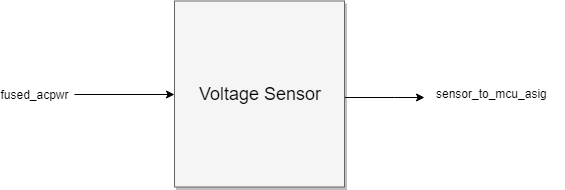 fused_acpwr
Voltage Sensor
sensor_to_mcu_asig